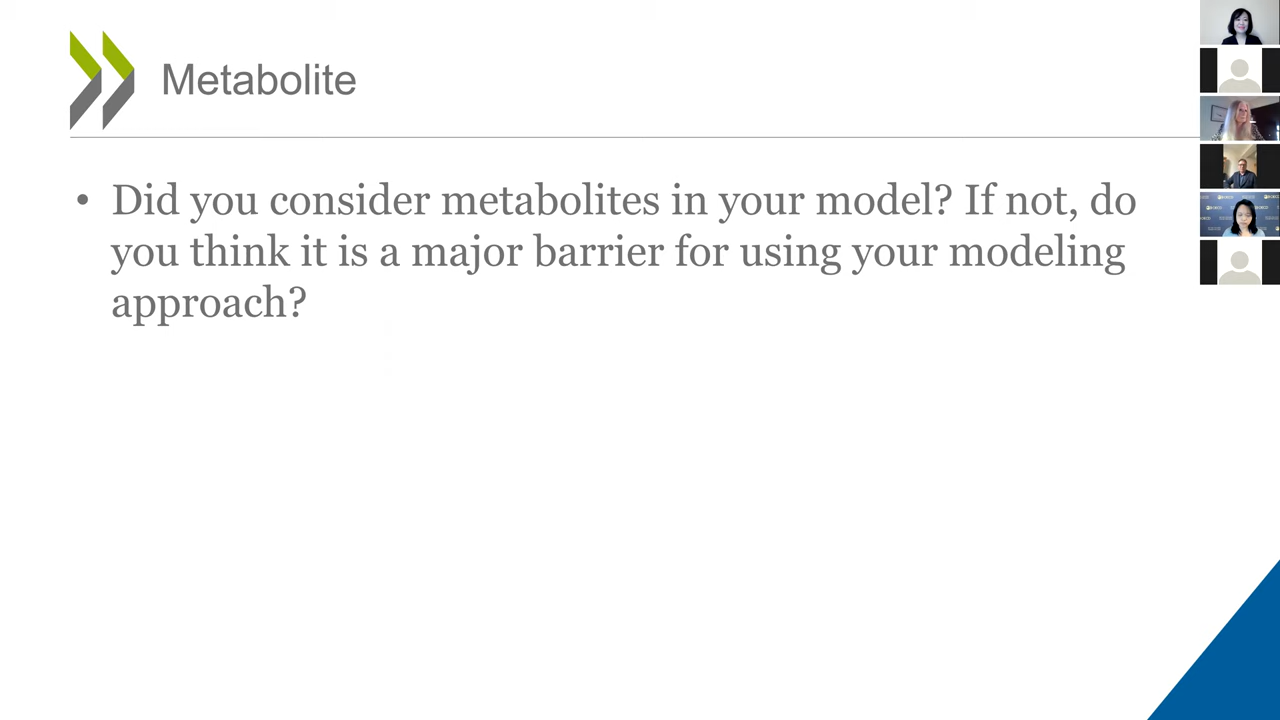 Metabolite
• Did you consider metabolites in your model? If not, do
you think it is a major barrier for using your modeling
approach?